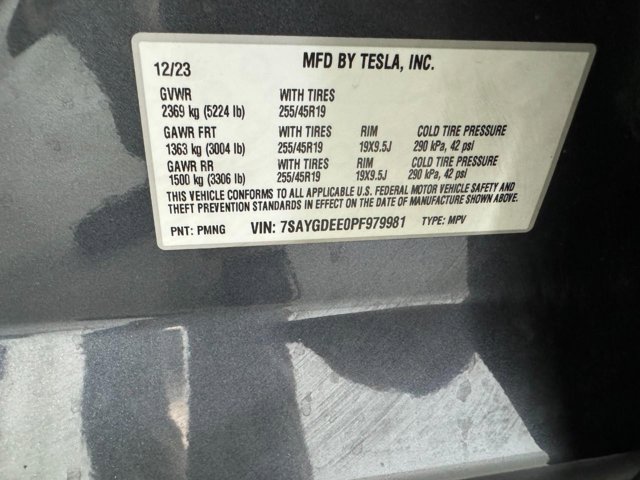 12/23 MFD BY TESLA, INC.
GVWR WITH TIRES
2369 kg (5224 lb) 255/45R19
GAWR FRT WITH TIRES RIM COLD TIRE PRESSURE
1363 kg (3004 lb) 255/45R19 19X9.5J 290 kPa, 42 psi
GAWR RR WITH TIRES RIM COLD TIRE PRESSURE
1500 kg (3306 lb) 255/45R19 19X9.5J 290 kPa, 42 psi
THIS VEHICLE CONFORMS TO ALL APPLICABLE U.S. FEDERAL MOTOR VEHICLE SAFETY AND
THEFT PREVENTION STANDARDS IN EFFECT ON THE DATE OF MANUFACTURE SHOWN ABOVE.
PNT: PMNG VIN: 7SAYGDEE0PF979981 TYPE: MPV